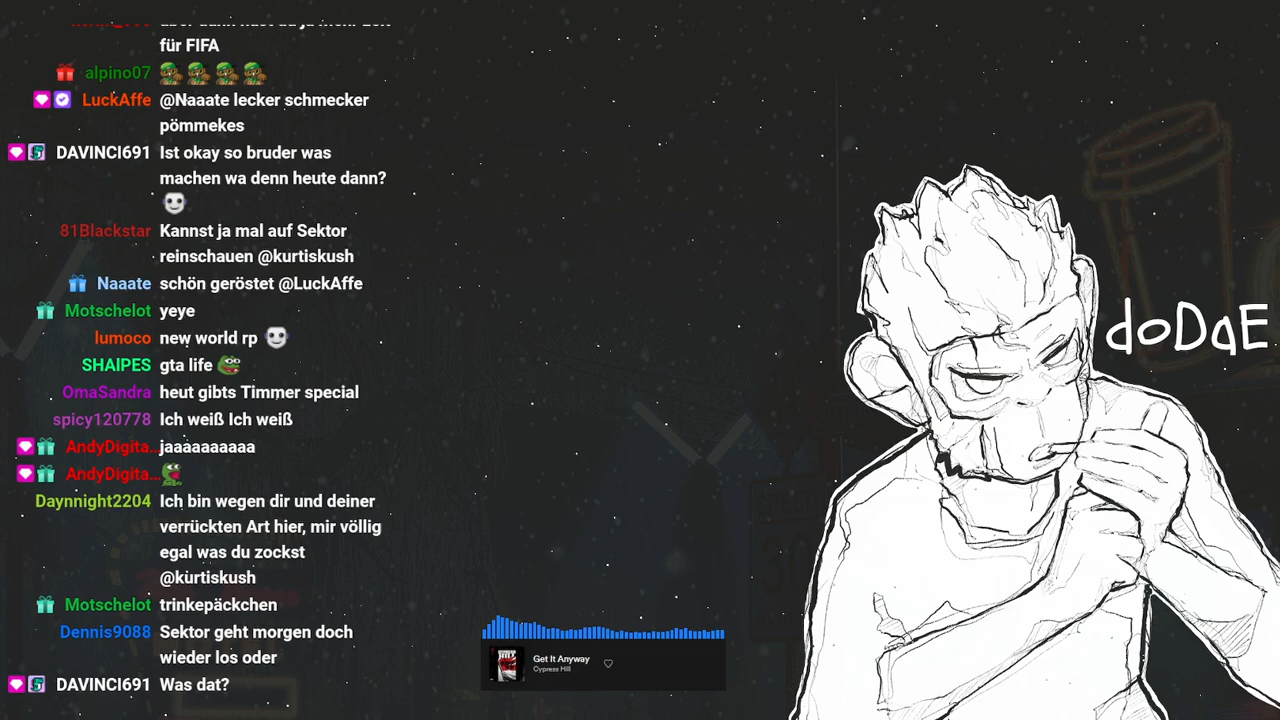 für FIFA
alpino07
LuckAffe @Naaate lecker schmecker
pömmekes
DAVINCI691 Ist okay so bruder was
machen wa denn heute dann?
81Blackstar Kannst ja mal auf Sektor
reinschauen @kurtiskush
Naaate schön geröstet @LuckAffe
Motschelot yeye
lumoco new world rp
SHAIPES gta life
OmaSandra heut gibts Timmer special
spicy120778 Ich weiß Ich weiß
AndyDigita... jaaaaaaaaa
AndyDigita...
Daynnight2204 Ich bin wegen dir und deiner
verrückten Art hier, mir völlig
egal was du zockst
@kurtiskush
Motschelot trinkepäckchen
Dennis9088 Sektor geht morgen doch
wieder los oder
DAVINCI691 Was dat?
doDaE
Get It Anyway
Cypress Hill